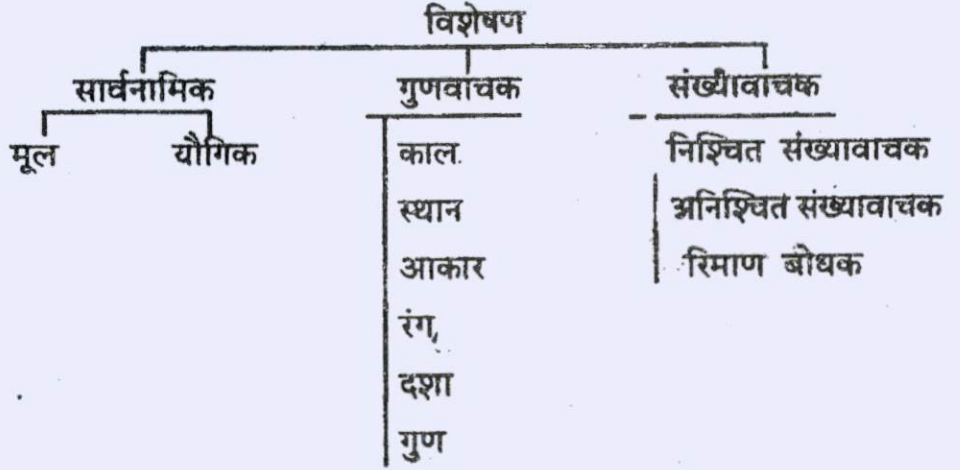 विशेषण
सार्वनामिक गुणवाचक संख्यावाचक
मूल यौगिक काल निश्चित संख्यावाचक
स्थान अनिश्चित संख्यावाचक
आकार रिमाण बोधक
रंग,
दशा
गुण